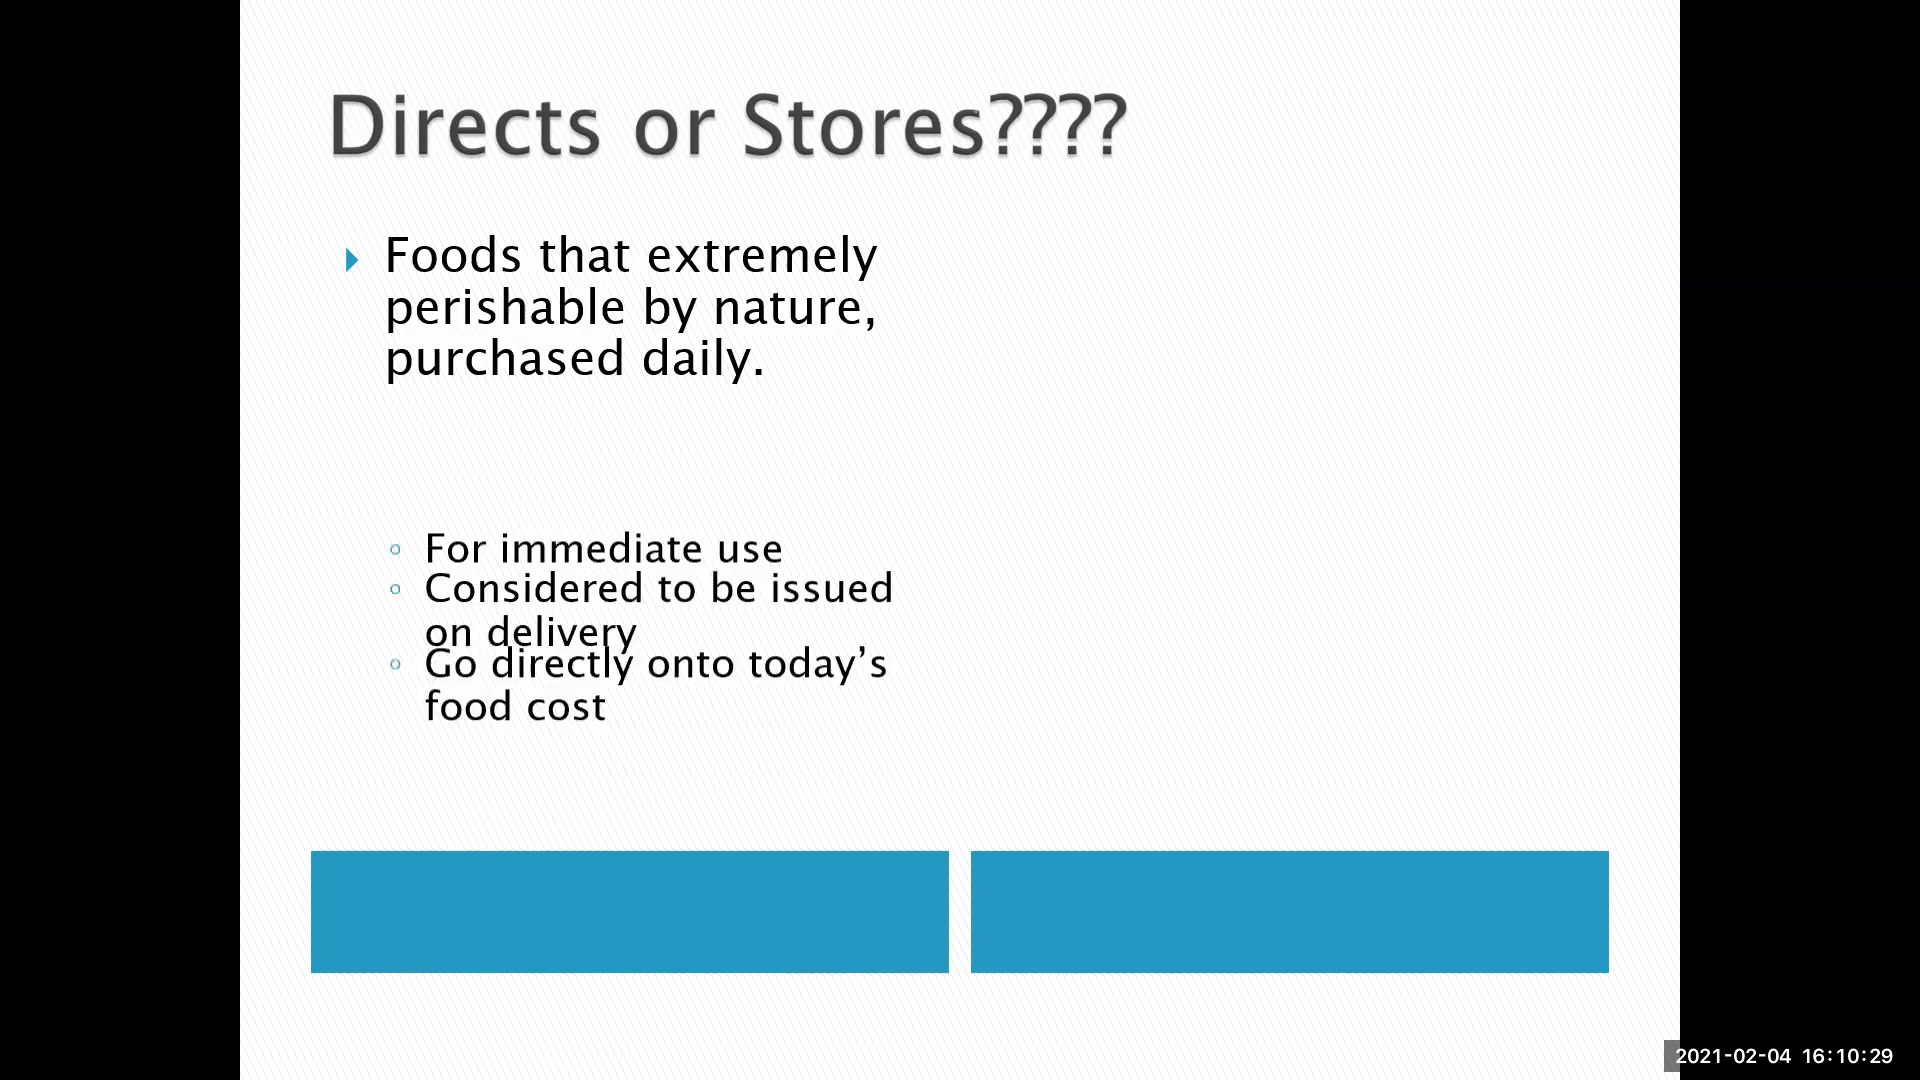 Directs or Stores????
Foods that extremely
perishable by nature,
purchased daily.
For immediate use
Considered to be issued
on delivery
Go directly onto today’s
food cost
2021-02-04 16:10:29